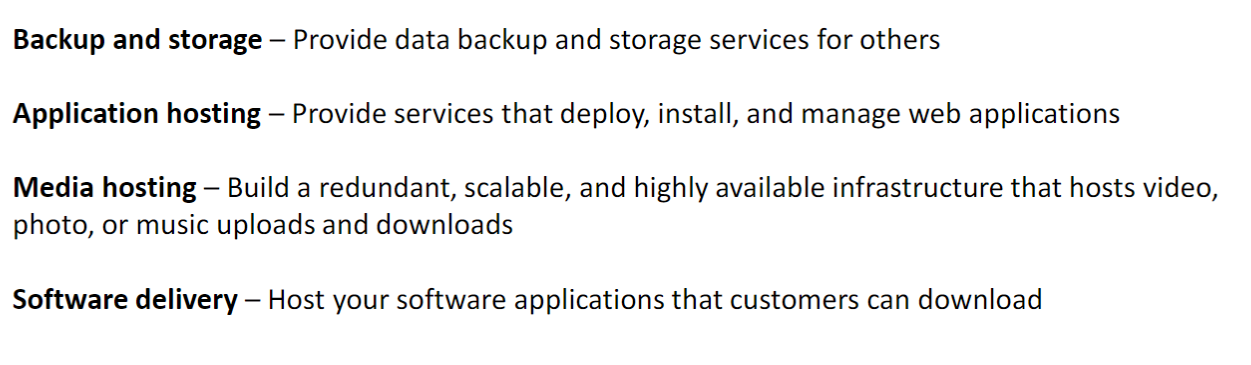 Backup and storage – Provide data backup and storage services for others
Application hosting – Provide services that deploy, install, and manage web applications
Media hosting – Build a redundant, scalable, and highly available infrastructure that hosts video,
photo, or music uploads and downloads
Software delivery – Host your software applications that customers can download